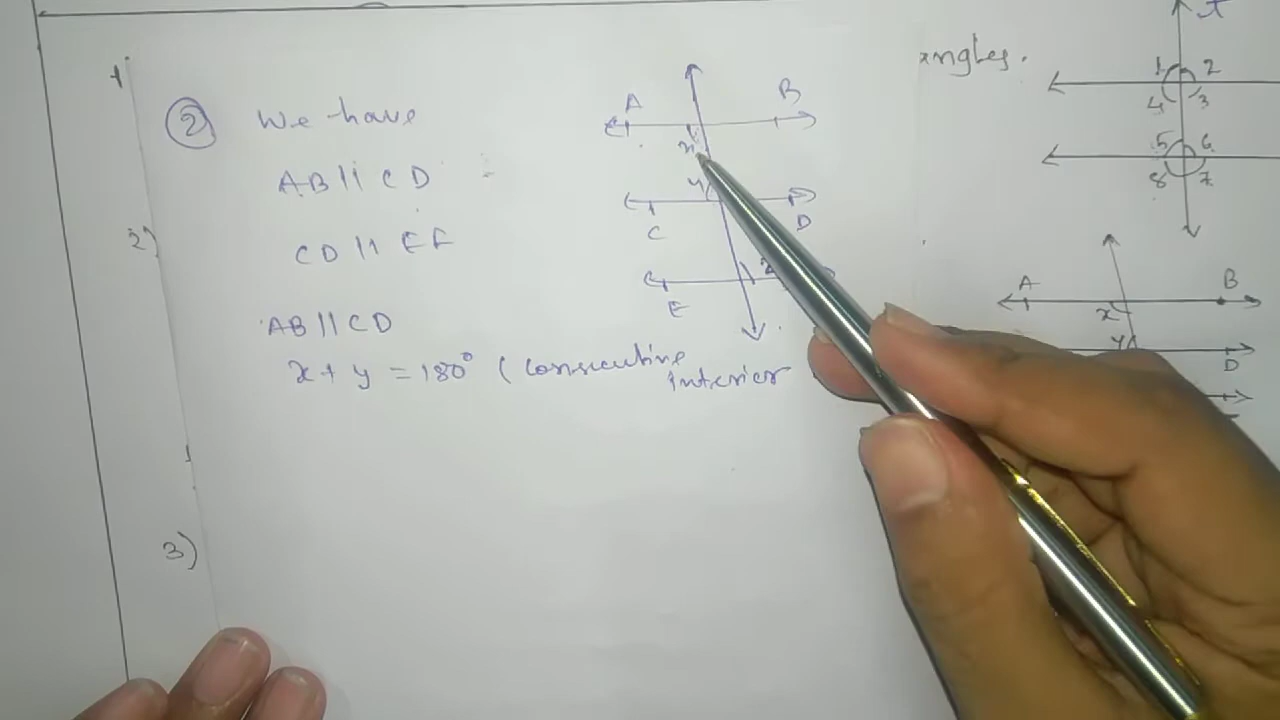 2 We have
AB || CD
CD || EF
AB || CD
x + y = 180° (Consecutive
interior
A B
x
y
C D
z
E
angles.
t
1 2
4 3
5 6
8 7
A B
x
y
D
2)
3)